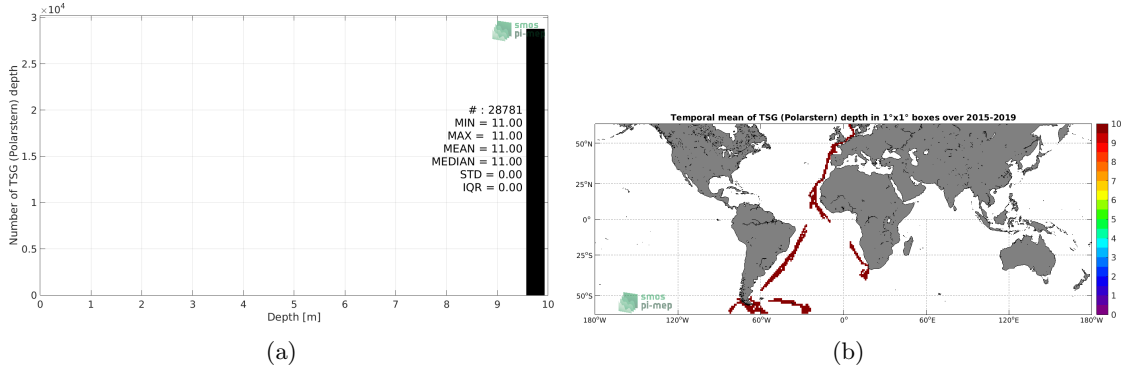 3 ×10⁴
2.5
2
1.5
1
0.5
0
Number of TSG (Polarstern) depth
smos
pi-mep
# : 28781
MIN = 11.00
MAX = 11.00
MEAN = 11.00
MEDIAN = 11.00
STD = 0.00
IQR = 0.00
0 1 2 3 4 5 6 7 8 9 10
Depth [m]
(a)
Temporal mean of TSG (Polarstern) depth in 1°x1° boxes over 2015-2019
50°N
25°N
0°
25°S
50°S
smos
pi-mep
180°W 120°W 60°W 0° 60°E 120°E 180°E
10
9
8
7
6
5
4
3
2
1
0
(b)